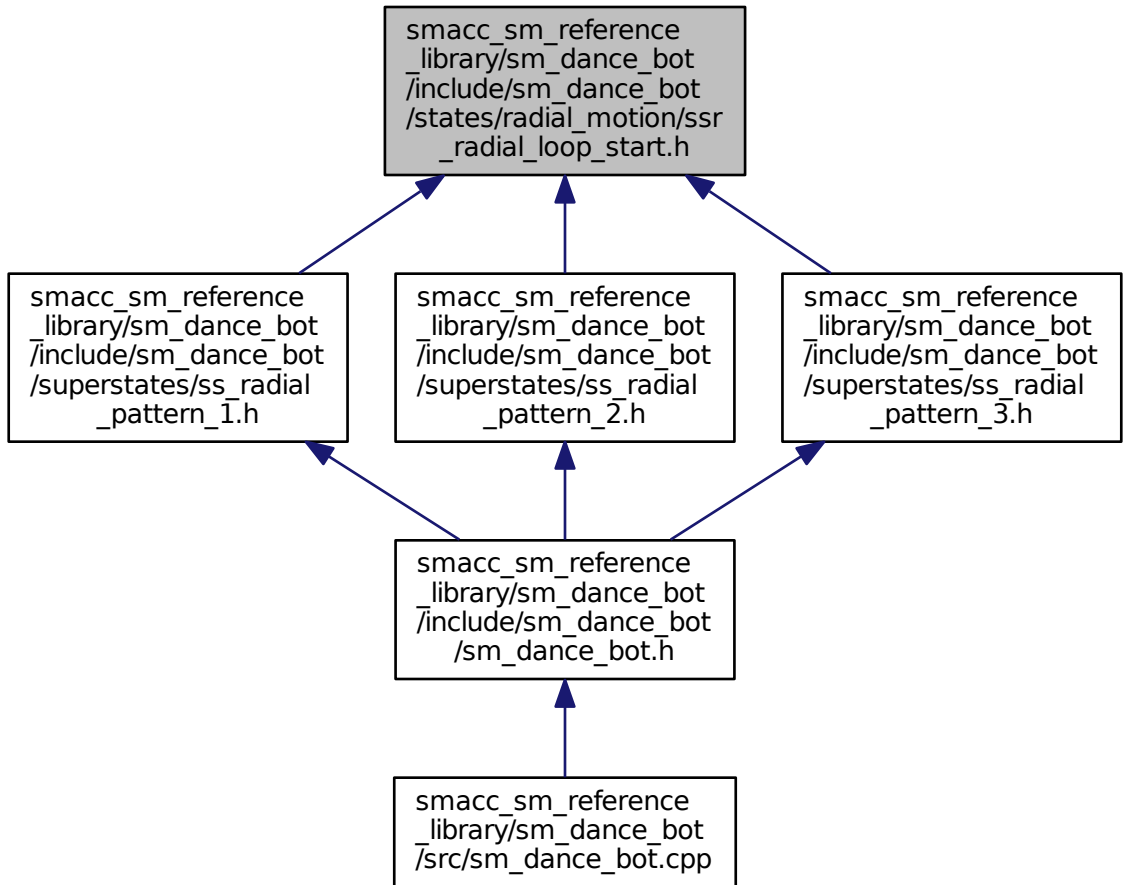 smacc_sm_reference
_library/sm_dance_bot
/include/sm_dance_bot
/states/radial_motion/ssr
_radial_loop_start.h
smacc_sm_reference
_library/sm_dance_bot
/include/sm_dance_bot
/superstates/ss_radial
_pattern_1.h
smacc_sm_reference
_library/sm_dance_bot
/include/sm_dance_bot
/superstates/ss_radial
_pattern_2.h
smacc_sm_reference
_library/sm_dance_bot
/include/sm_dance_bot
/superstates/ss_radial
_pattern_3.h
smacc_sm_reference
_library/sm_dance_bot
/include/sm_dance_bot
/sm_dance_bot.h
smacc_sm_reference
_library/sm_dance_bot
/src/sm_dance_bot.cpp